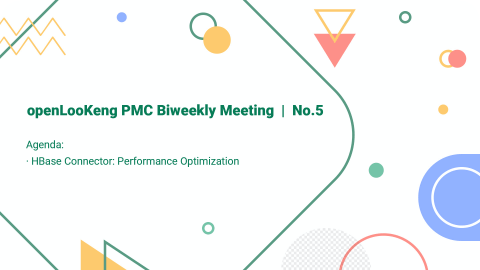 openLooKeng PMC Biweekly Meeting | No.5
Agenda:
· HBase Connector: Performance Optimization